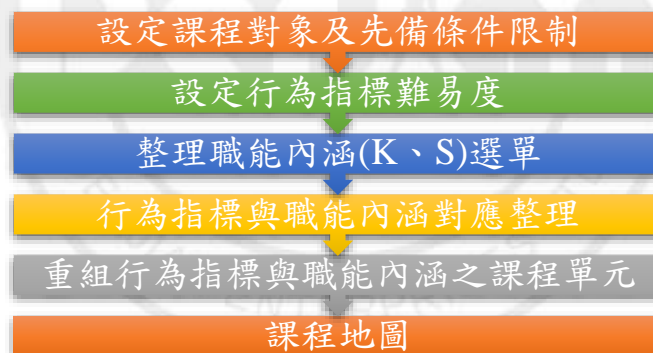 設定課程對象及先備條件限制
設定行為指標難易度
整理職能內涵(K、S)選單
行為指標與職能內涵對應整理
重組行為指標與職能內涵之課程單元
課程地圖